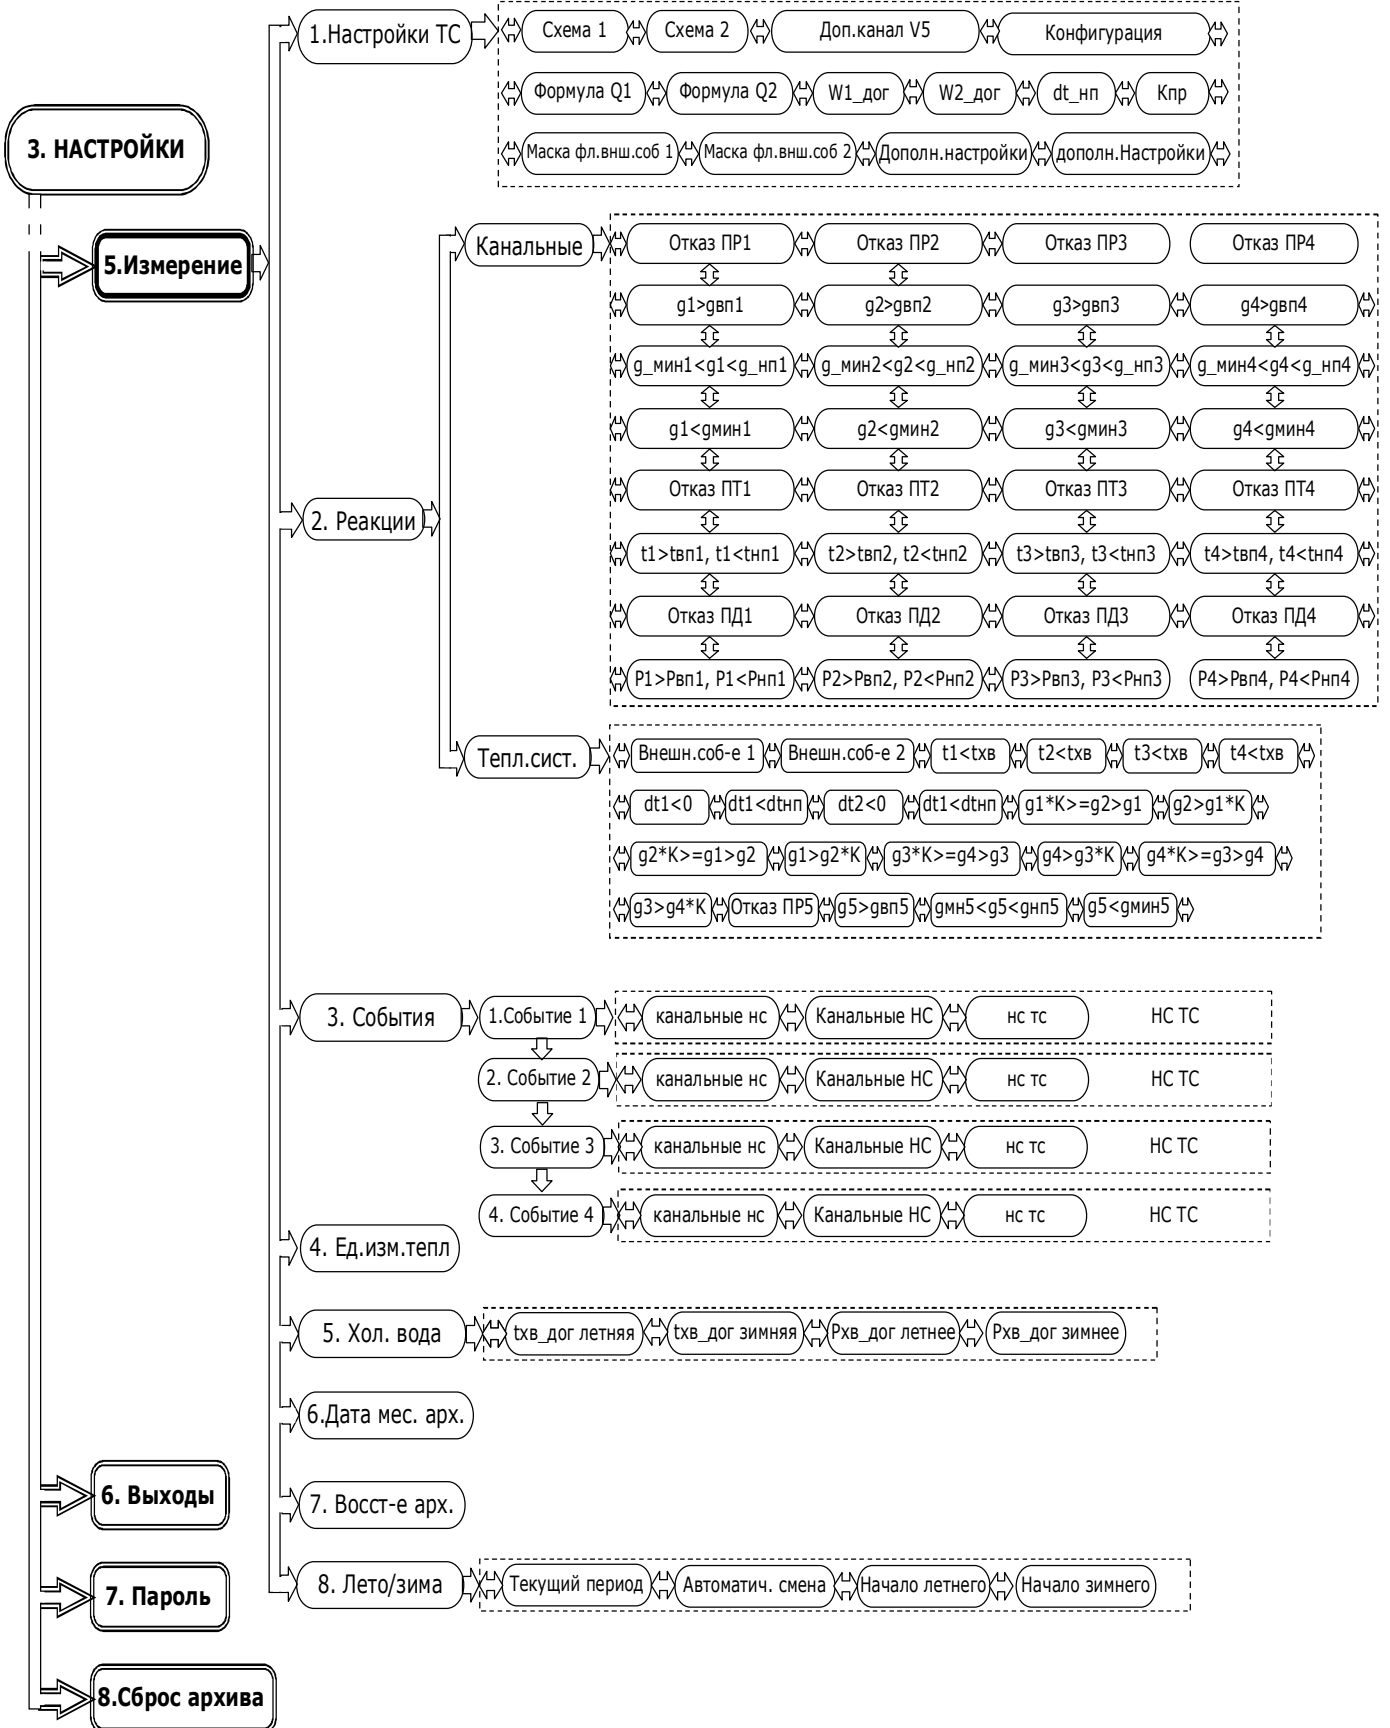 1.Настройки ТС
Схема 1
Схема 2
Доп.канал V5
Конфигурация
Формула Q1
Формула Q2
W1_дог
W2_дог
dt_нп
Кпр
Маска фл.внш.соб 1
Маска фл.внш.соб 2
Дополн.настройки
дополн.Настройки
3. НАСТРОЙКИ
5.Измерение
2. Реакции
Канальные
Отказ ПР1
Отказ ПР2
Отказ ПР3
Отказ ПР4
g1>gвп1
g2>gвп2
g3>gвп3
g4>gвп4
g_мин1<g1<g_нп1
g_мин2<g2<g_нп2
g_мин3<g3<g_нп3
g_мин4<g4<g_нп4
g1<gмин1
g2<gмин2
g3<gмин3
g4<gмин4
Отказ ПТ1
Отказ ПТ2
Отказ ПТ3
Отказ ПТ4
t1>tвп1, t1<tнп1
t2>tвп2, t2<tнп2
t3>tвп3, t3<tнп3
t4>tвп4, t4<tнп4
Отказ ПД1
Отказ ПД2
Отказ ПД3
Отказ ПД4
P1>Pвп1, P1<Pнп1
P2>Pвп2, P2<Pнп2
P3>Pвп3, P3<Pнп3
P4>Pвп4, P4<Pнп4
Тепл.сист.
Внешн.соб-е 1
Внешн.соб-е 2
t1<tхв
t2<tхв
t3<tхв
t4<tхв
dt1<0
dt1<dtнп
dt2<0
dt1<dtнп
g1*K>=g2>g1
g2>g1*K
g2*K>=g1>g2
g1>g2*K
g3*K>=g4>g3
g4>g3*K
g4*K>=g3>g4
g3>g4*K
Отказ ПР5
g5>gвп5
gмн5<g5<gнп5
g5<gмин5
3. События
1.Событие 1
канальные нс
Канальные НС
нс тс
НС ТС
2. Событие 2
канальные нс
Канальные НС
нс тс
НС ТС
3. Событие 3
канальные нс
Канальные НС
нс тс
НС ТС
4. Событие 4
канальные нс
Канальные НС
нс тс
НС ТС
4. Ед.изм.тепл
5. Хол. вода
tхв_дог летняя
tхв_дог зимняя
Pхв_дог летнее
Pхв_дог зимнее
6.Дата мес. арх.
7. Восст-е арх.
8. Лето/зима
Текущий период
Автоматич. смена
Начало летнего
Начало зимнего
6. Выходы
7. Пароль
8.Сброс архива